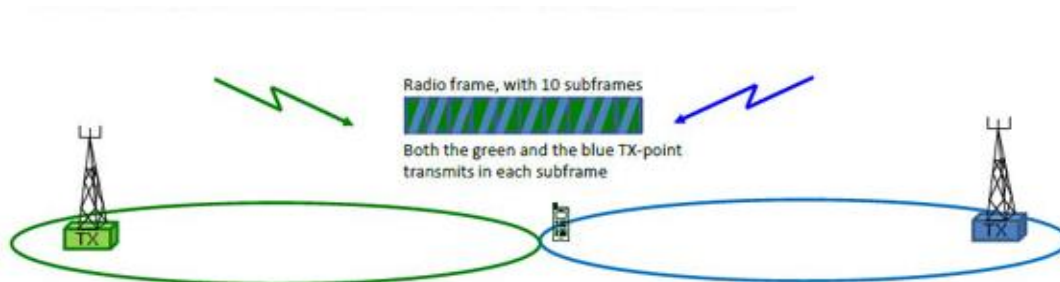 Radio frame, with 10 subframes
Both the green and the blue TX-point
transmits in each subframe
TX
TX